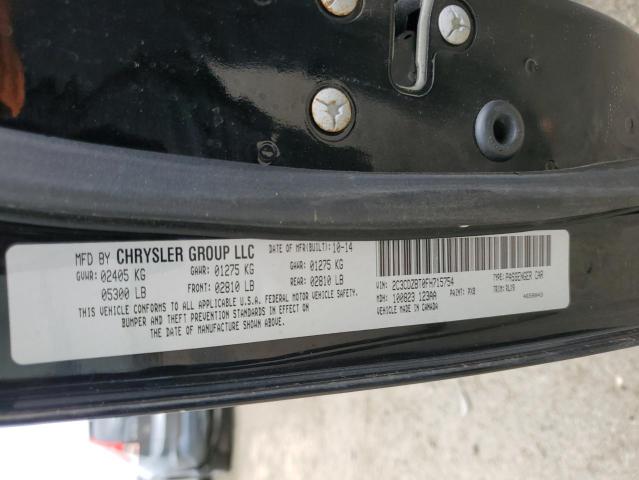 MFD BY CHRYSLER GROUP LLC DATE OF MFR(BUILT): 10-14
GVWR: 02405 KG GAWR: 01275 KG GAWR: 01275 KG
05300 LB FRONT: 02810 LB REAR: 02810 LB
THIS VEHICLE CONFORMS TO ALL APPLICABLE U.S.A. FEDERAL MOTOR VEHICLE SAFETY,
BUMPER AND THEFT PREVENTION STANDARDS IN EFFECT ON
THE DATE OF MANUFACTURE SHOWN ABOVE.
VIN: 2C3CDZBT0FH715754 TYPE: PASSENGER CAR
MDH: 100823 123AA PAINT: PX8 TRIM: RLX9
VEHICLE MADE IN CANADA